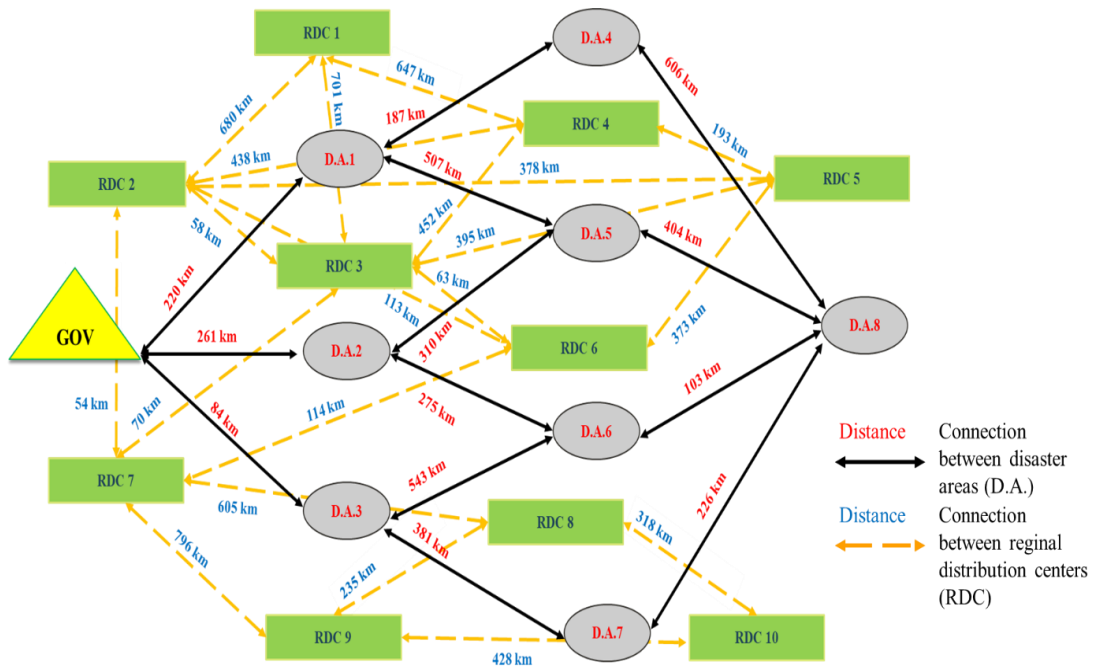 RDC 1
D.A.4
647 km
606 km
701 km
680 km
187 km
RDC 4
193 km
438 km
D.A.1
507 km
378 km
RDC 2
RDC 5
58 km
452 km
395 km
D.A.5
404 km
RDC 3
63 km
220 km
113 km
GOV
261 km
D.A.2
310 km
RDC 6
373 km
D.A.8
54 km
70 km
84 km
114 km
275 km
103 km
D.A.6
RDC 7
543 km
605 km
D.A.3
381 km
RDC 8
318 km
226 km
796 km
235 km
RDC 9
428 km
D.A.7
RDC 10
Distance
Connection
between disaster
areas (D.A.)
Distance
Connection
between reginal
distribution centers
(RDC)